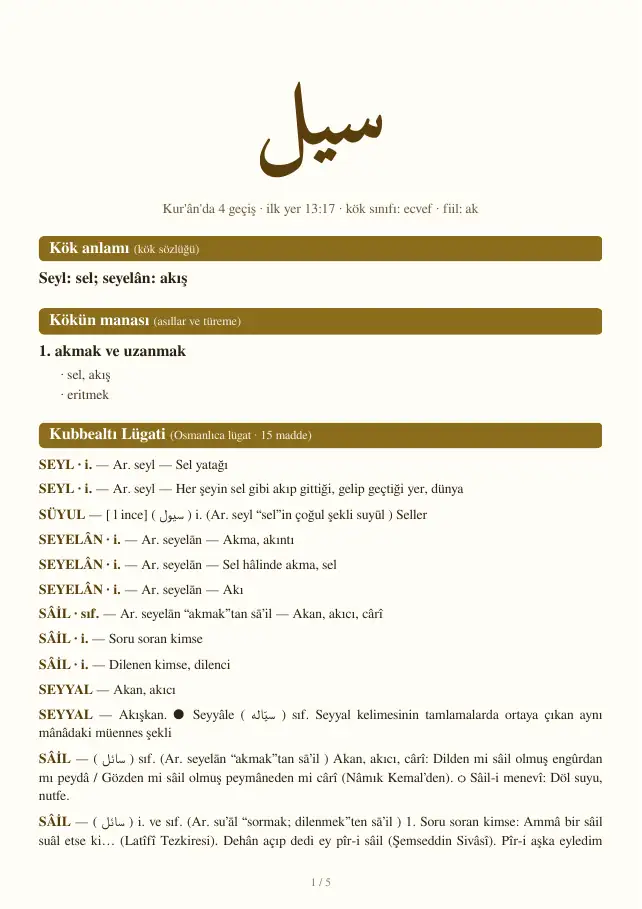 سيل
Kur'ân'da 4 geçiş · ilk yer 13:17 · kök sınıfı: ecvef · fiil: ak
Kök anlamı (kök sözlüğü)
Seyl: sel; seyelân: akış
Kökün manası (asıllar ve türeme)
1. akmak ve uzanmak
· sel, akış
· eritmek
Kubbealtı Lügati (Osmanlıca lügat · 15 madde)
SEYL · i. — Ar. seyl — Sel yatağı
SEYL · i. — Ar. seyl — Her şeyin sel gibi akıp gittiği, gelip geçtiği yer, dünya
SÜYUL — [ l ince] ( سيول ) i. (Ar. seyl “sel”in çoğul şekli suyūl ) Seller
SEYELÂN · i. — Ar. seyelān — Akma, akıntı
SEYELÂN · i. — Ar. seyelān — Sel hâlinde akma, sel
SEYELÂN · i. — Ar. seyelān — Akı
SÂİL · sıf. — Ar. seyelān “akmak”tan sā'il — Akan, akıcı, cârî
SÂİL · i. — Soru soran kimse
SÂİL · i. — Dilenen kimse, dilenci
SEYYAL — Akan, akıcı
SEYYAL — Akışkan. ● Seyyâle ( سيّاله ) sıf. Seyyal kelimesinin tamlamalarda ortaya çıkan aynı
mânâdaki müennes şekli
SÂİL — ( سائل ) sıf. (Ar. seyelān “akmak”tan sā'il ) Akan, akıcı, cârî: Dilden mi sâil olmuş engûrdan
mı peydâ / Gözden mi sâil olmuş peymâneden mi cârî (Nâmık Kemal’den). ○ Sâil-i menevî: Döl suyu,
nutfe.
SÂİL — ( سائل ) i. ve sıf. (Ar. su’āl “sormak; dilenmek”ten sā'il ) 1. Soru soran kimse: Ammâ bir sâil
suâl etse ki… (Latîfî Tezkiresi). Dehân açıp dedi ey pîr-i sâil (Şemseddin Sivâsî). Pîr-i aşka eyledim
1 / 5